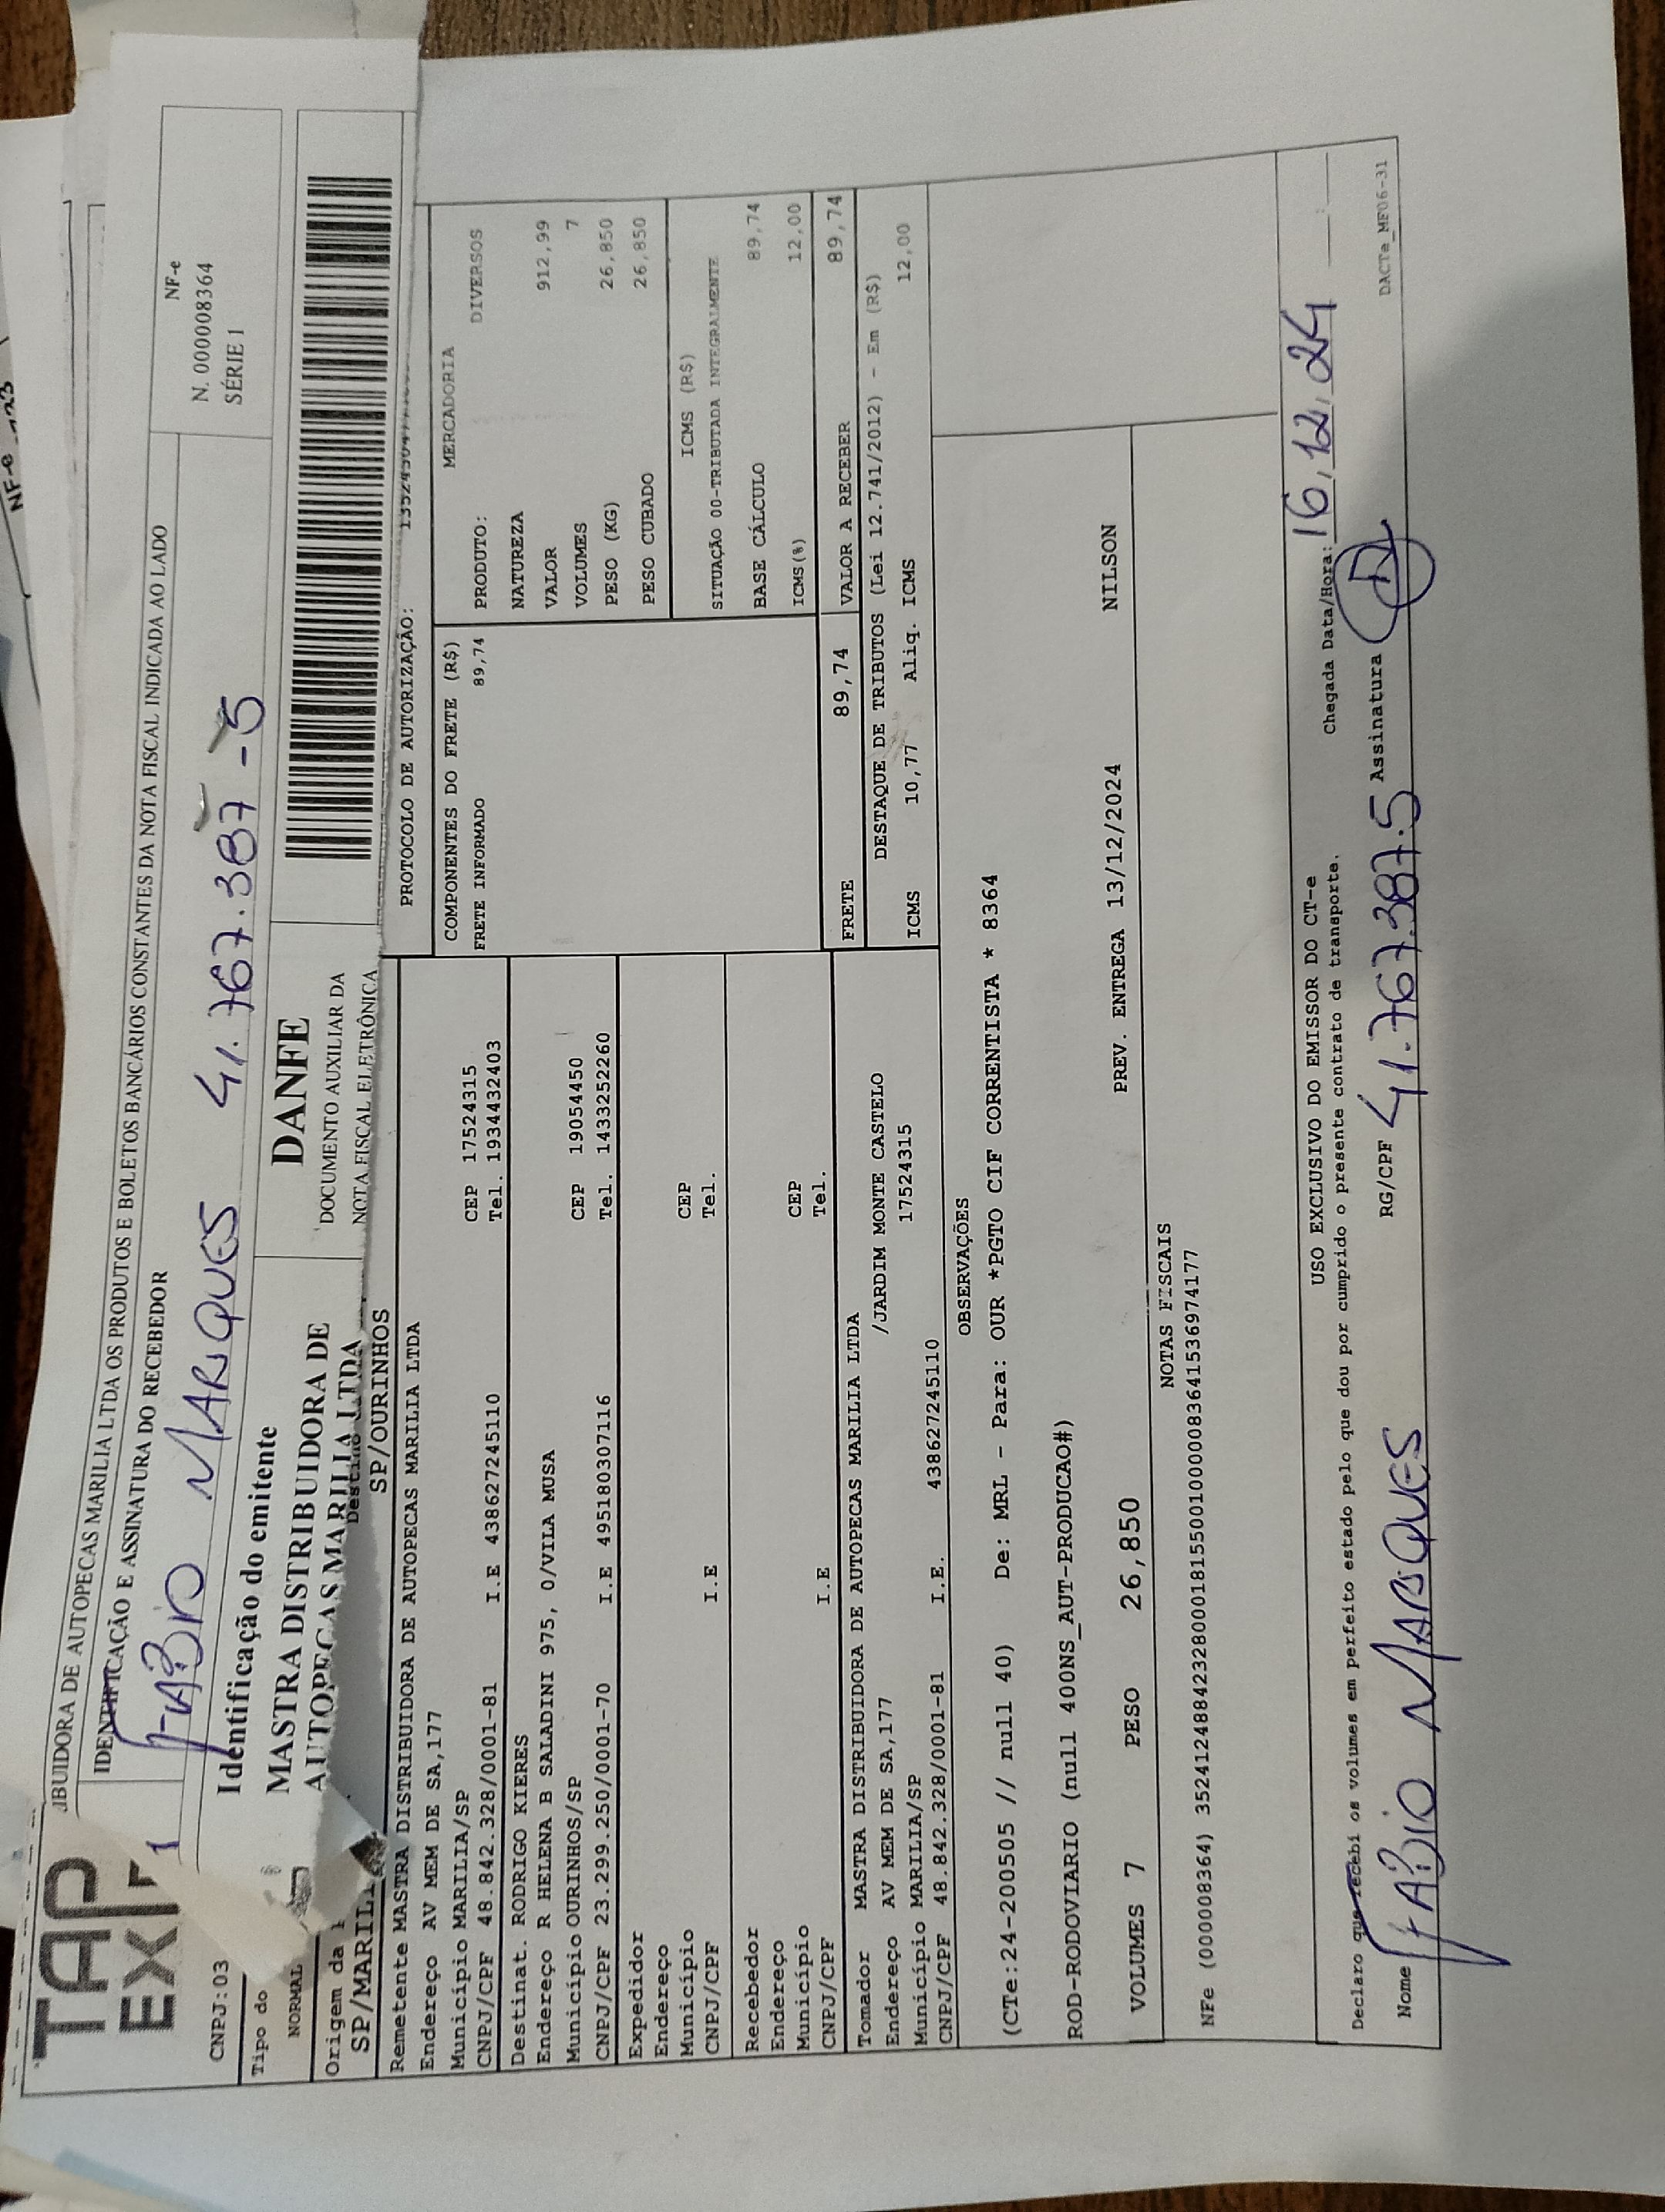 NF-e
TAP
EX
BUIDORA DE AUTOPECAS MARILIA LTDA OS PRODUTOS E BOLETOS BANCÁRIOS CONSTANTES DA NOTA FISCAL INDICADA AO LADO
IDENTIFICAÇÃO E ASSINATURA DO RECEBEDOR
FABIO MARQUES 41.767.387-5
NF-e
N. 000008364
SÉRIE 1
CNPJ:03
Identificação do emitente
MASTRA DISTRIBUIDORA DE
AUTOPECAS MARILIA LTDA
DANFE
DOCUMENTO AUXILIAR DA
NOTA FISCAL ELETRÔNICA
Tipo do
NORMAL
Origem da
SP/MARIL
Destino
SP/OURINHOS
PROTOCOLO DE AUTORIZAÇÃO:
Remetente MASTRA DISTRIBUIDORA DE AUTOPECAS MARILIA LTDA
Endereço AV MEM DE SA,177
Município MARILIA/SP CEP 17524315
CNPJ/CPF 48.842.328/0001-81 I.E 438627245110 Tel. 1934432403
Destinat. RODRIGO KIERES
Endereço R HELENA B SALADINI 975, 0/VILA MUSA
Município OURINHOS/SP CEP 19054450
CNPJ/CPF 23.299.250/0001-70 I.E 495180307116 Tel. 1433252260
Expedidor
Endereço
Município CEP
CNPJ/CPF I.E Tel.
Recebedor
Endereço
Município CEP
CNPJ/CPF I.E Tel.
Tomador MASTRA DISTRIBUIDORA DE AUTOPECAS MARILIA LTDA
Endereço AV MEM DE SA,177 /JARDIM MONTE CASTELO
Município MARILIA/SP 17524315
CNPJ/CPF 48.842.328/0001-81 I.E. 438627245110
COMPONENTES DO FRETE (R$)
FRETE INFORMADO 89,74
MERCADORIA
PRODUTO: DIVERSOS
NATUREZA
VALOR 912,99
VOLUMES 7
PESO (KG) 26,850
PESO CUBADO 26,850
ICMS (R$)
SITUAÇÃO 00-TRIBUTADA INTEGRALMENTE
BASE CÁLCULO 89,74
ICMS(%) 12,00
FRETE 89,74 VALOR A RECEBER 89,74
DESTAQUE DE TRIBUTOS (Lei 12.741/2012) - Em (R$)
ICMS 10,77 Aliq. ICMS 12,00
OBSERVAÇÕES
(CTe:24-200505 // null 40) De: MRL - Para: OUR *PGTO CIF CORRENTISTA * 8364
ROD-RODOVIARIO (null 400NS_AUT-PRODUCAO#)
VOLUMES 7 PESO 26,850 PREV. ENTREGA 13/12/2024 NILSON
NOTAS FISCAIS
NFe (000008364) 35241248842328000181550010000083641536974177
USO EXCLUSIVO DO EMISSOR DO CT-e
Declaro que recebi os volumes em perfeito estado pelo que dou por cumprido o presente contrato de transporte.
Chegada Data/Hora: 16,12,24 :
Nome FABIO MARQUES RG/CPF 41.767.387.5 Assinatura
DACTe_MF06-31